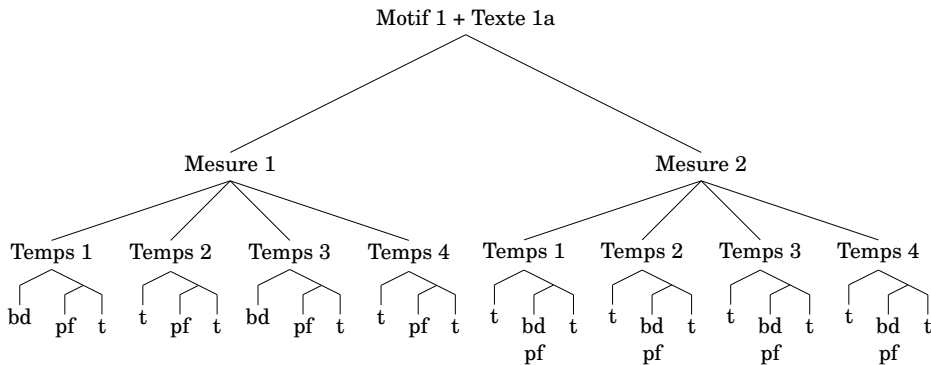 Motif 1 + Texte 1a
Mesure 1 Mesure 2
Temps 1 Temps 2 Temps 3 Temps 4 Temps 1 Temps 2 Temps 3 Temps 4
bd pf t t pf t bd pf t t pf t t bd t t bd t t bd t t bd t
pf pf pf pf